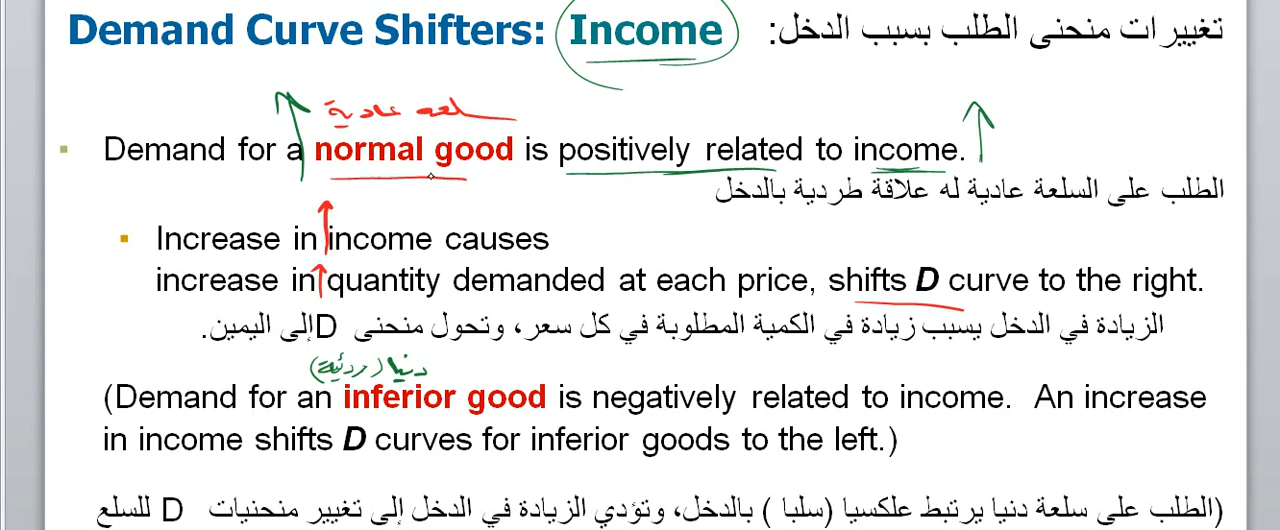 Demand Curve Shifters: Income تغييرات منحنى الطلب بسبب الدخل:
سلعه عادية
Demand for a normal good is positively related to income.
الطلب على السلعة عادية له علاقة طردية بالدخل
Increase in income causes
increase in quantity demanded at each price, shifts D curve to the right.
الزيادة في الدخل يسبب زيادة في الكمية المطلوبة في كل سعر، وتحول منحنى D إلى اليمين.
دنيا (رديئة)
(Demand for an inferior good is negatively related to income. An increase
in income shifts D curves for inferior goods to the left.)
(الطلب على سلعة دنيا يرتبط علكسيا (سلبا ) بالدخل، وتؤدي الزيادة في الدخل إلى تغيير منحنيات D للسلع